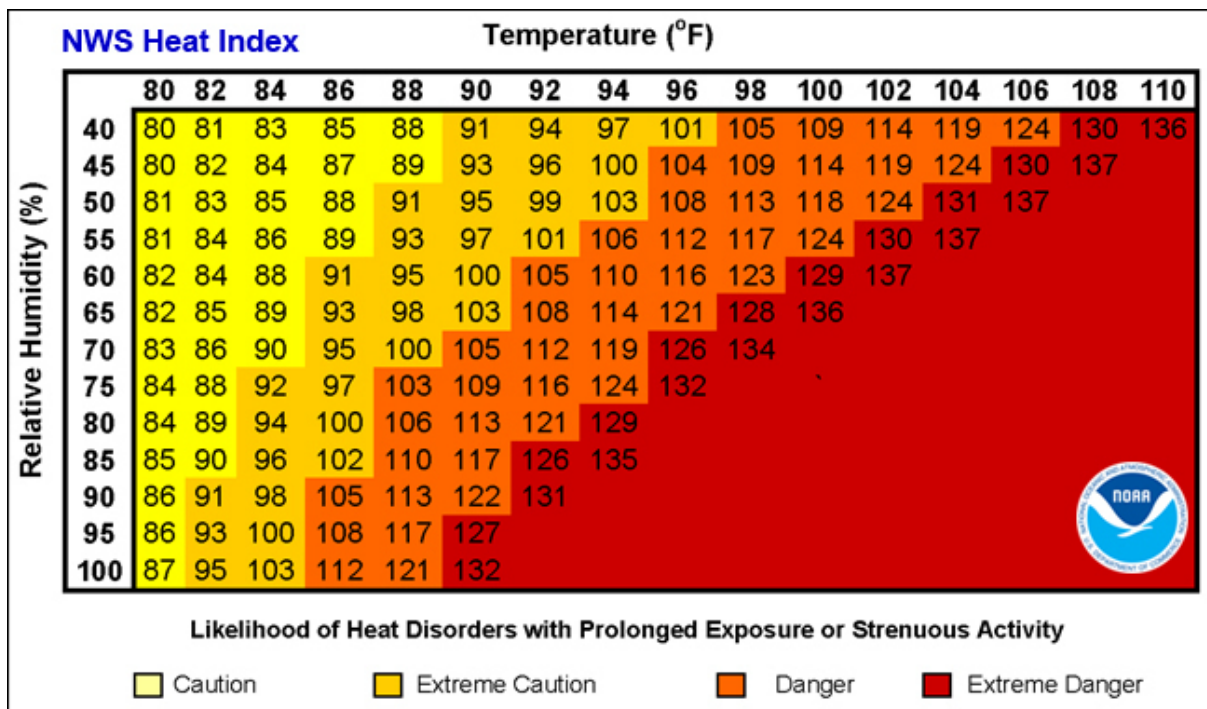 NWS Heat Index
Temperature (°F)
80 82 84 86 88 90 92 94 96 98 100 102 104 106 108 110
Relative Humidity (%)
40 80 81 83 85 88 91 94 97 101 105 109 114 119 124 130 136
45 80 82 84 87 89 93 96 100 104 109 114 119 124 130 137
50 81 83 85 88 91 95 99 103 108 113 118 124 131 137
55 81 84 86 89 93 97 101 106 112 117 124 130 137
60 82 84 88 91 95 100 105 110 116 123 129 137
65 82 85 89 93 98 103 108 114 121 128 136
70 83 86 90 95 100 105 112 119 126 134
75 84 88 92 97 103 109 116 124 132
80 84 89 94 100 106 113 121 129
85 85 90 96 102 110 117 126 135
90 86 91 98 105 113 122 131
95 86 93 100 108 117 127
100 87 95 103 112 121 132
NATIONAL OCEANIC AND ATMOSPHERIC ADMINISTRATION
NOAA
U.S. DEPARTMENT OF COMMERCE
Likelihood of Heat Disorders with Prolonged Exposure or Strenuous Activity
Caution
Extreme Caution
Danger
Extreme Danger